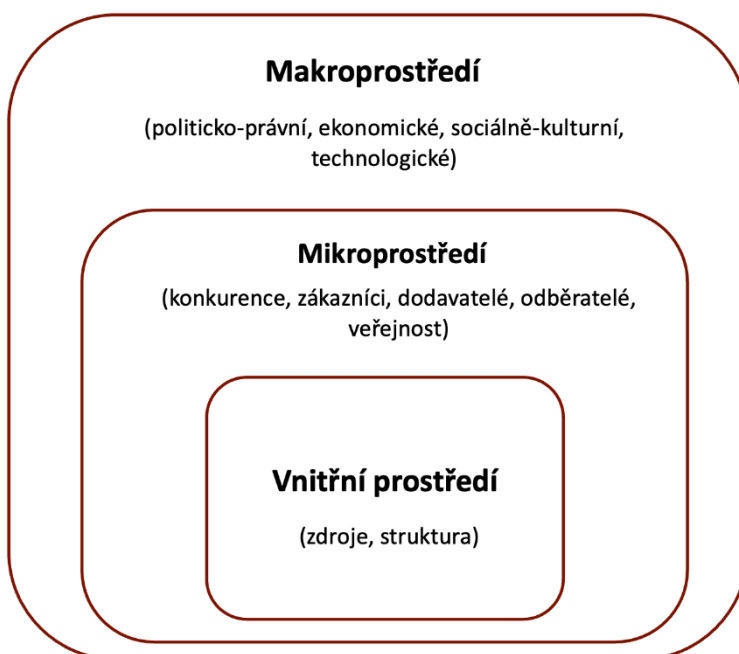 Makroprostředí
(politicko-právní, ekonomické, sociálně-kulturní,
technologické)
Mikroprostředí
(konkurence, zákazníci, dodavatelé, odběratelé,
veřejnost)
Vnitřní prostředí
(zdroje, struktura)